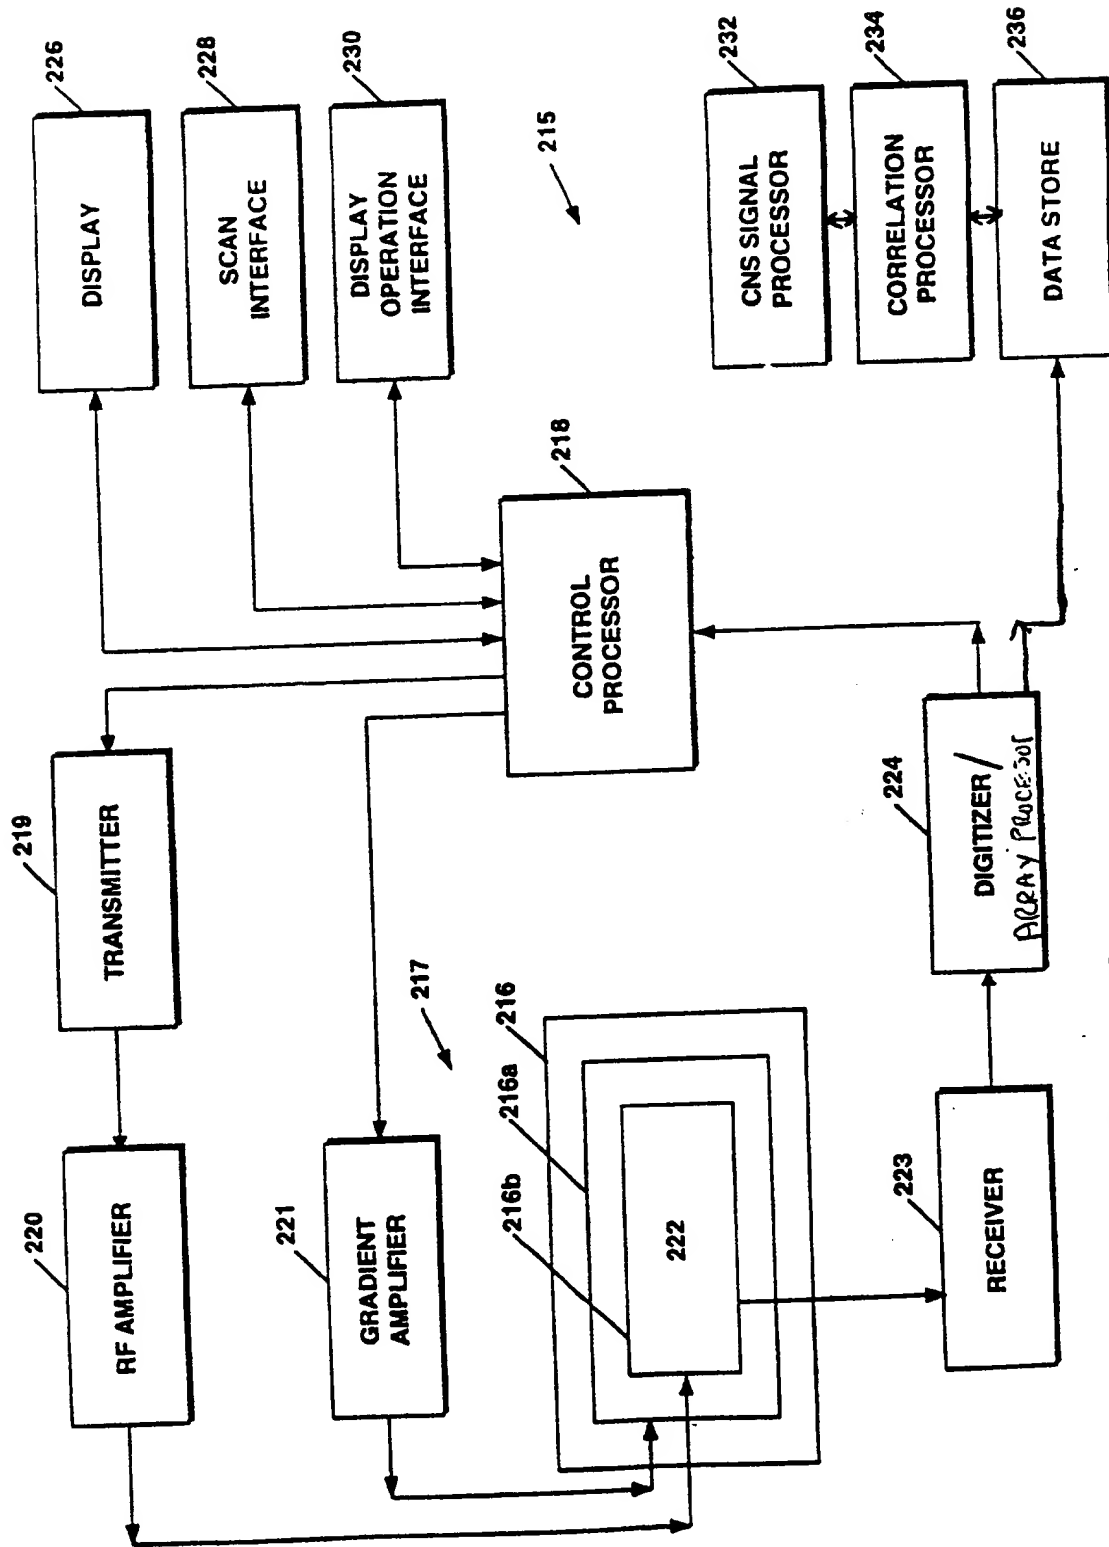 226
DISPLAY
228
SCAN
INTERFACE
230
DISPLAY
OPERATION
INTERFACE
215
232
CNS SIGNAL
PROCESSOR
234
CORRELATION
PROCESSOR
236
DATA STORE
218
CONTROL
PROCESSOR
219
TRANSMITTER
220
RF AMPLIFIER
221
GRADIENT
AMPLIFIER
217
216
216a
216b
222
223
RECEIVER
224
DIGITIZER/
ARRAY PROCESSOR